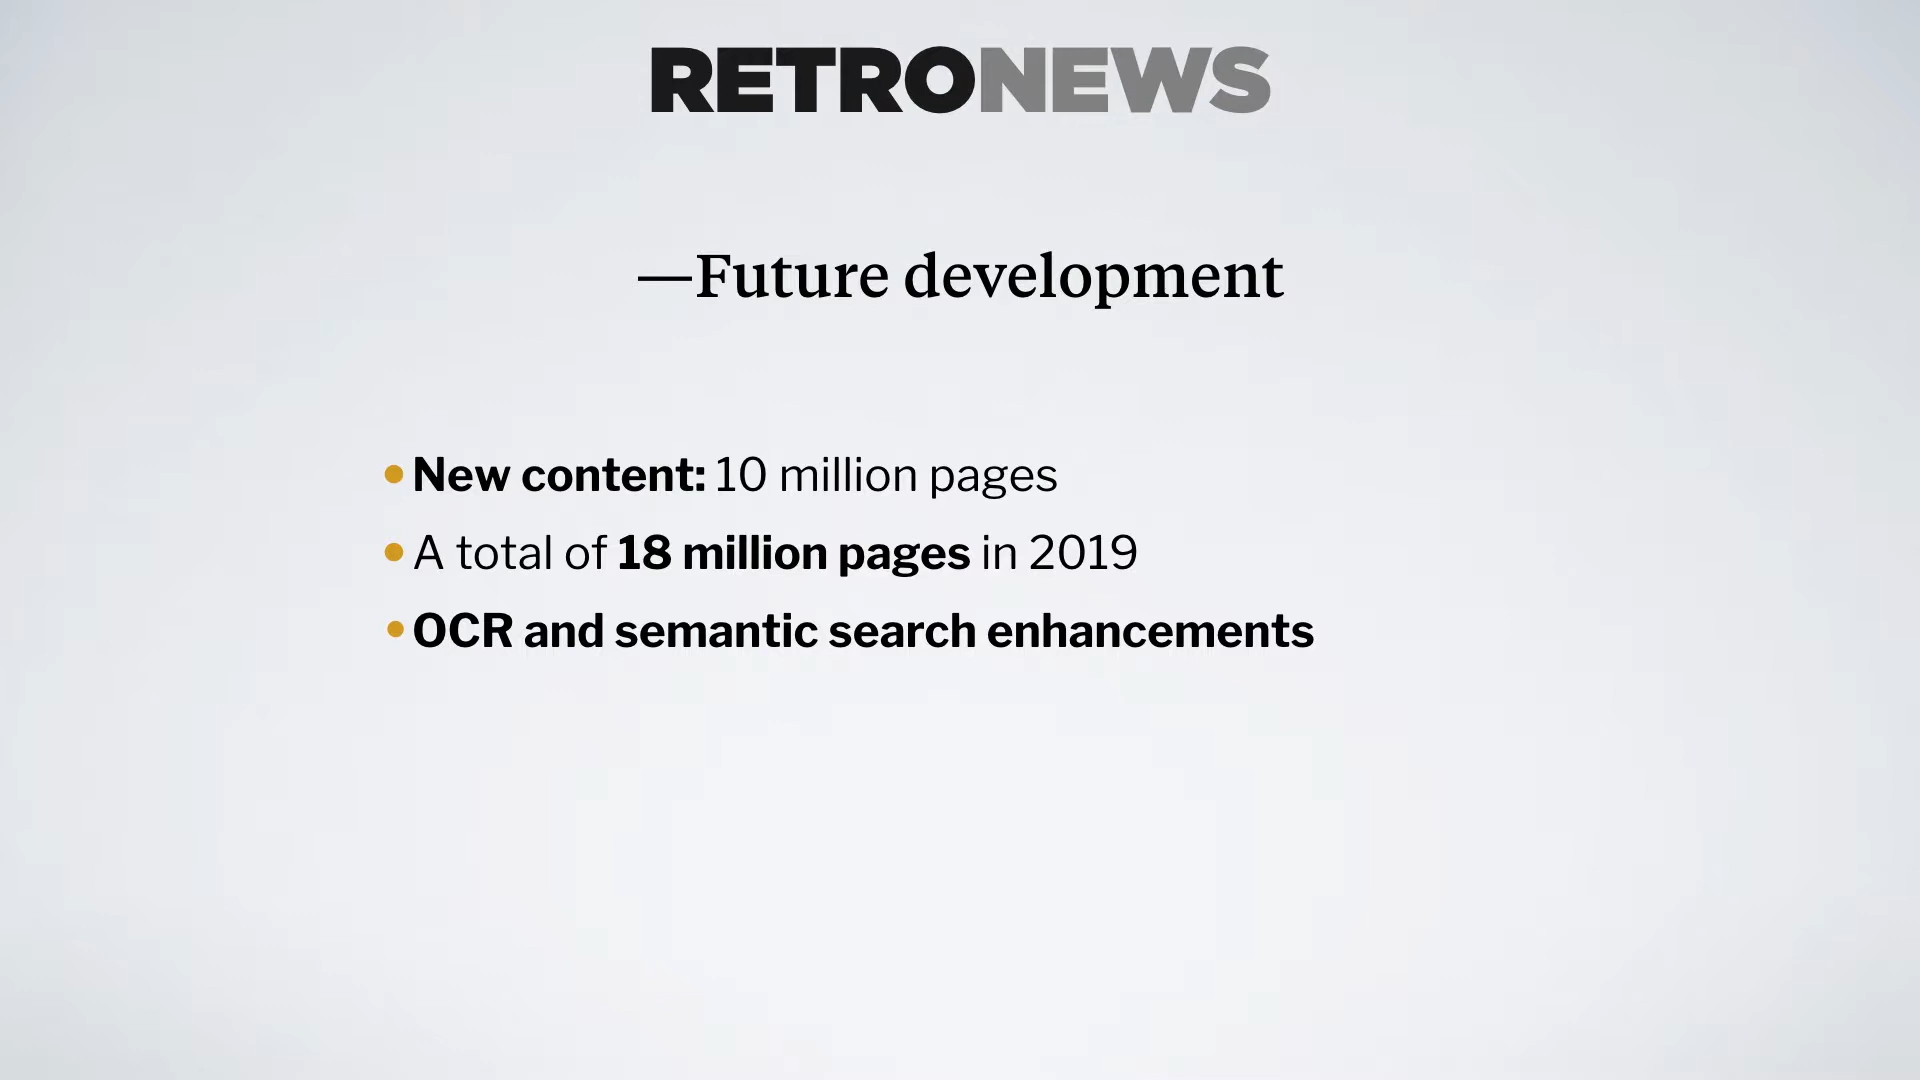 RETRONEWS
—Future development
• New content: 10 million pages
• A total of 18 million pages in 2019
• OCR and semantic search enhancements